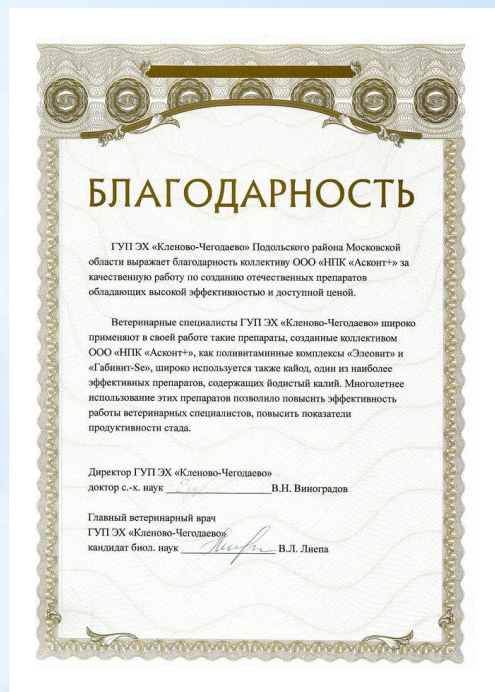 БЛАГОДАРНОСТЬ
ГУП ЭХ «Кленово-Чегодаево» Подольского района Московской
области выражает благодарность коллективу ООО «НПК «Асконт+» за
качественную работу по созданию отечественных препаратов
обладающих высокой эффективностью и доступной ценой.
Ветеринарные специалисты ГУП ЭХ «Кленово-Чегодаево» широко
применяют в своей работе такие препараты, созданные коллективом
ООО «НПК «Асконт+», как поливитаминные комплексы «Элеовит» и
«Габивит-Se», широко используется также кайод, один из наиболее
эффективных препаратов, содержащих йодистый калий. Многолетнее
использование этих препаратов позволило повысить эффективность
работы ветеринарных специалистов, повысить показатели
продуктивности стада.
Директор ГУП ЭХ «Кленово-Чегодаево»
доктор с.-х. наук В.Н. Виноградов
Главный ветеринарный врач
ГУП ЭХ «Кленово-Чегодаево»
кандидат биол. наук В.Л. Лиепа